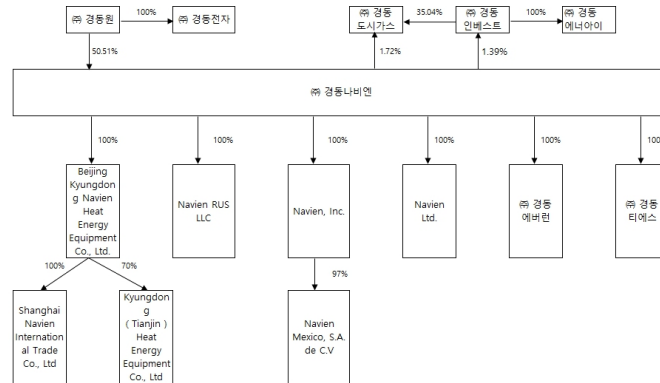 ㈜ 경동원
100%
㈜ 경동전자
㈜ 경동
도시가스
35.04%
㈜ 경동
인베스트
100%
㈜ 경동
에너아이
50.51%
1.72%
1.39%
㈜ 경동나비엔
100%
100%
100%
100%
100%
100%
Beijing
Kyungdon
g Navien
Heat
Energy
Equipment
Co., Ltd.
Navien RUS
LLC
Navien, Inc.
Navien
Ltd.
㈜ 경동
에버런
㈜ 경동
티에스
100%
70%
97%
Shanghai
Navien
Internation
al Trade
Co., Ltd
Kyungdon
g
( Tianjin )
Heat
Energy
Equipment
Co., Ltd
Navien
Mexico, S.A.
de C.V